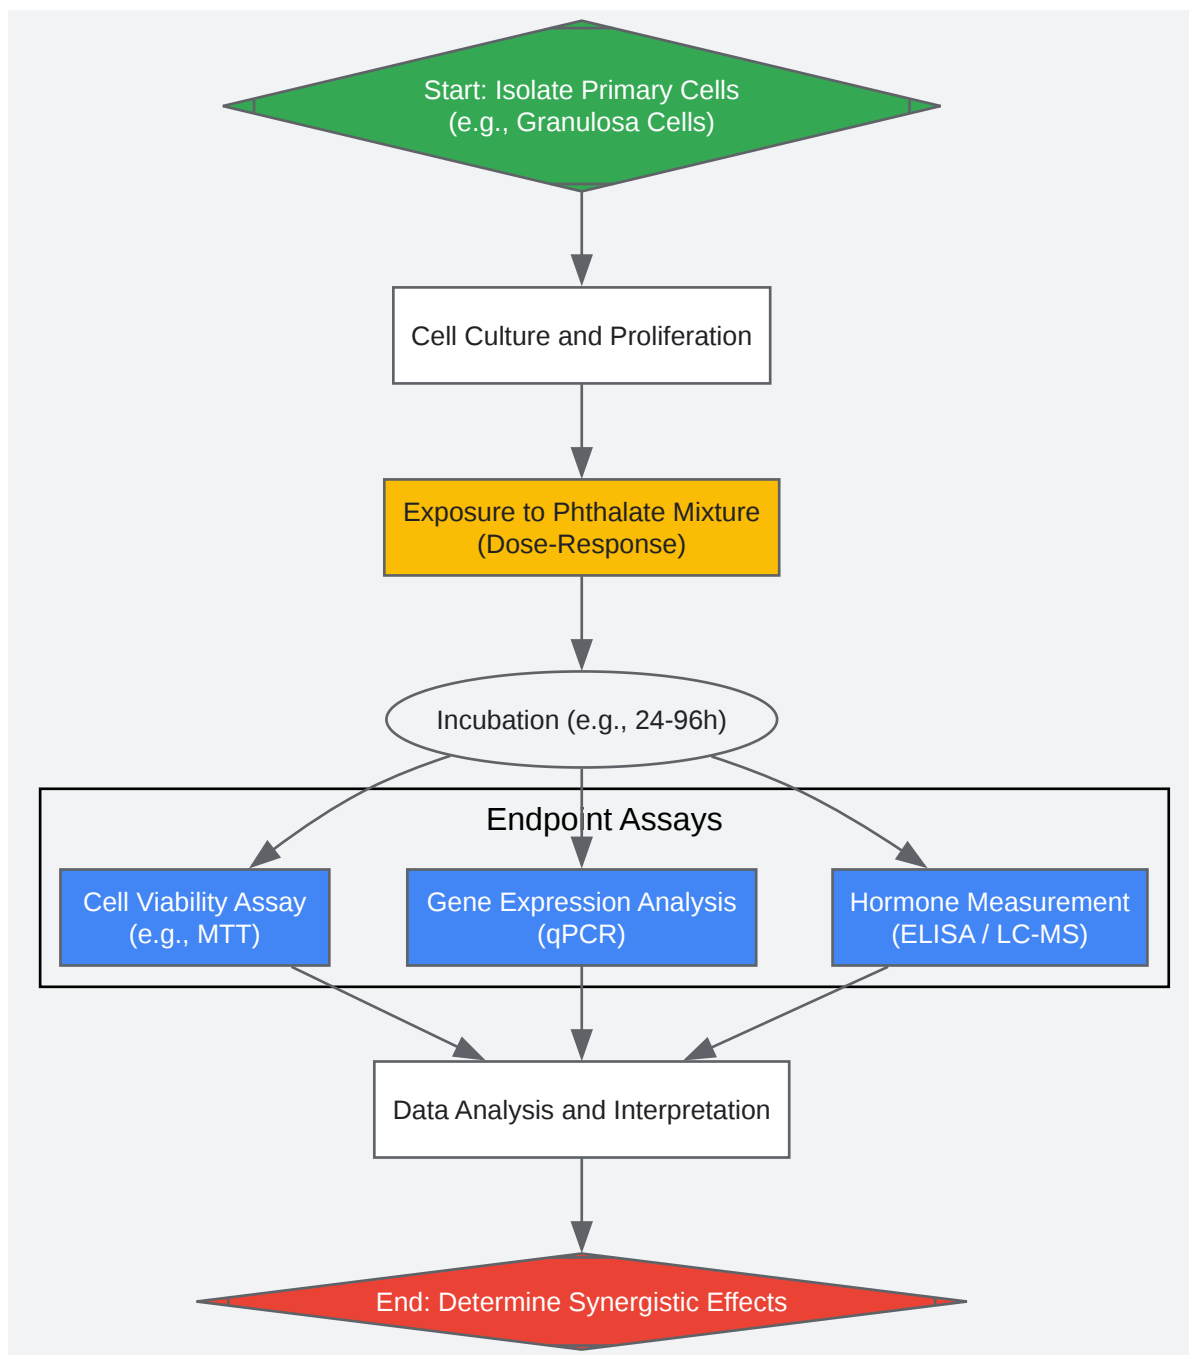 Start: Isolate Primary Cells
(e.g., Granulosa Cells)
Cell Culture and Proliferation
Exposure to Phthalate Mixture
(Dose-Response)
Incubation (e.g., 24-96h)
Endpoint Assays
Cell Viability Assay
(e.g., MTT)
Gene Expression Analysis
(qPCR)
Hormone Measurement
(ELISA / LC-MS)
Data Analysis and Interpretation
End: Determine Synergistic Effects